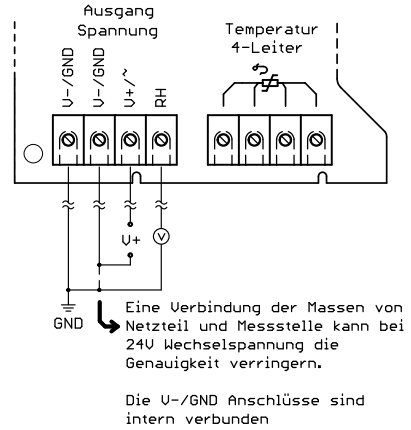 Ausgang
Spannung
Temperatur
4-Leiter
V-/GND
V-/GND
V+/~
RH
V+
V
GND
Eine Verbindung der Massen von
Netzteil und Messstelle kann bei
24V Wechselspannung die
Genauigkeit verringern.
Die V-/GND Anschlüsse sind
intern verbunden